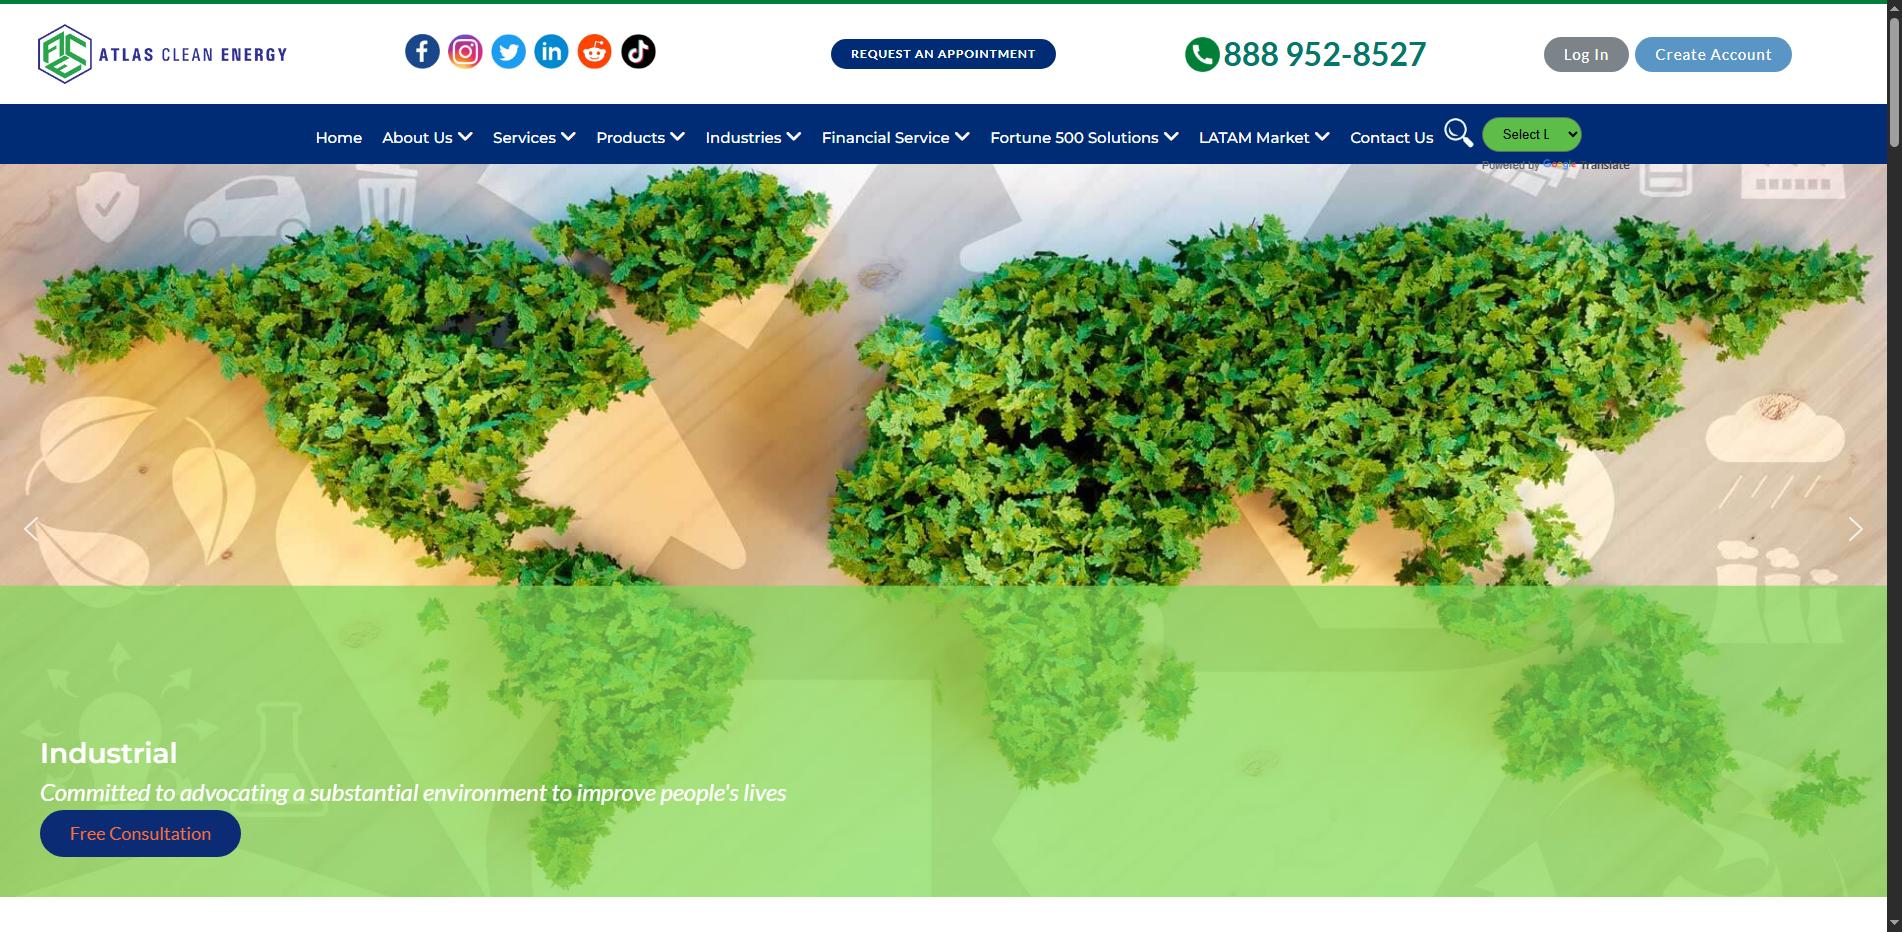 ATLAS CLEAN ENERGY
REQUEST AN APPOINTMENT
888 952-8527
Log In
Create Account
Home
About Us
Services
Products
Industries
Financial Service
Fortune 500 Solutions
LATAM Market
Contact Us
Select L
Powered by Google Translate
Industrial
Committed to advocating a substantial environment to improve people's lives
Free Consultation